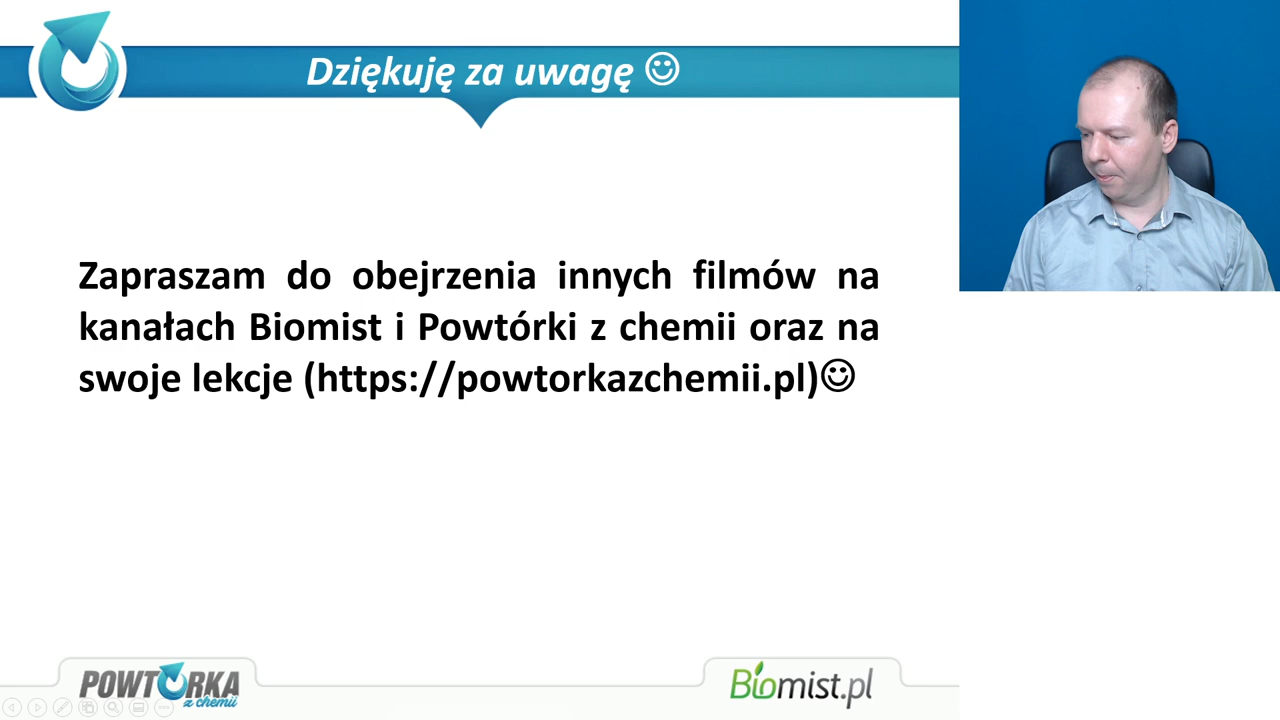 Dziękuję za uwagę ☺
Zapraszam do obejrzenia innych filmów na
kanałach Biomist i Powtórki z chemii oraz na
swoje lekcje (https://powtorkazchemii.pl)☺
POWTÓRKA
z chemii
Biomist.pl